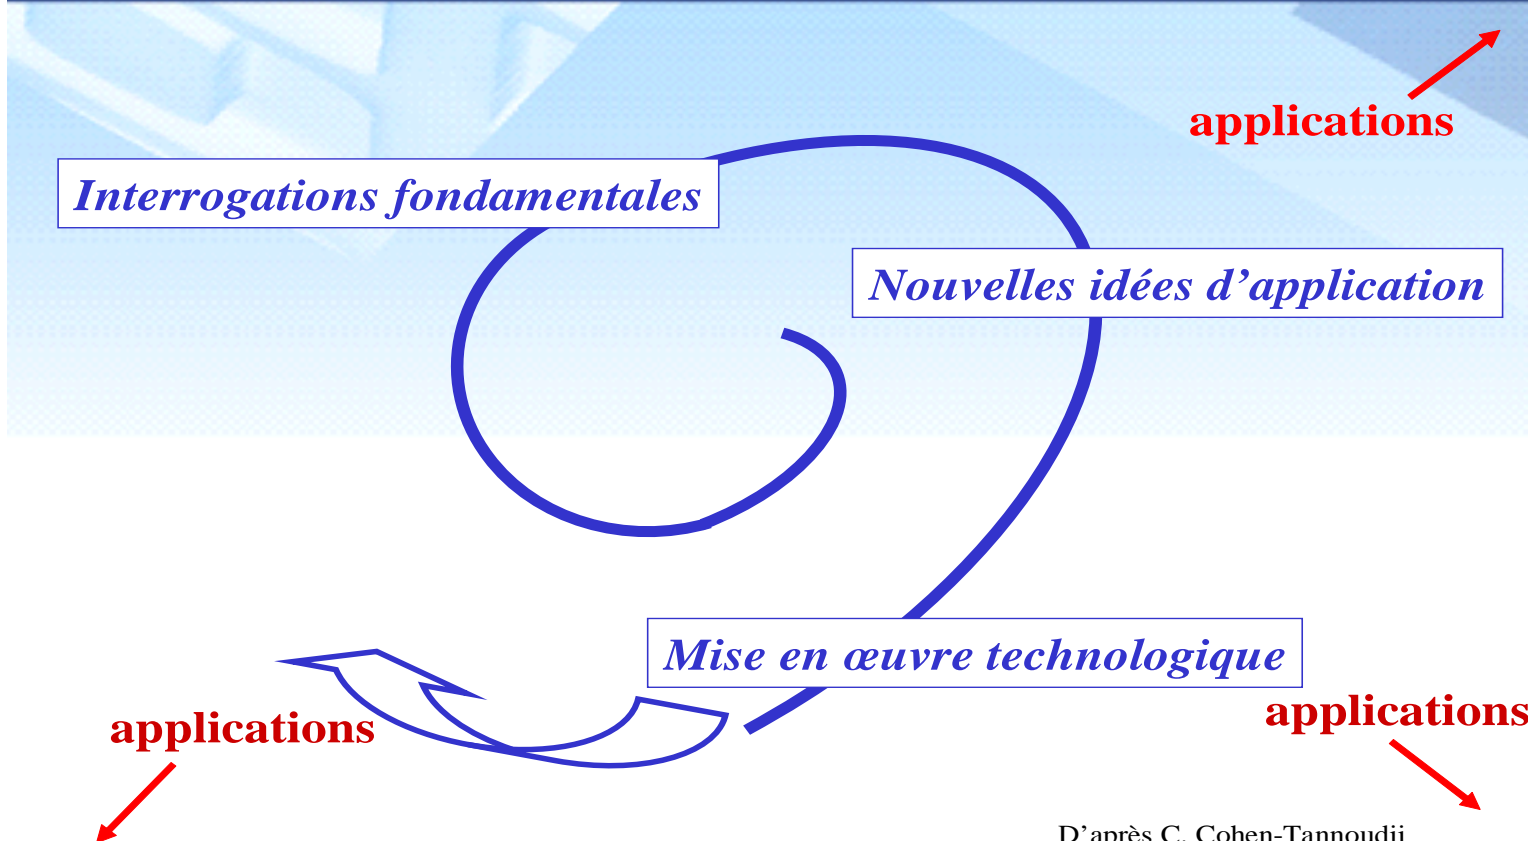 applications
Interrogations fondamentales
Nouvelles idées d’application
Mise en œuvre technologique
applications
applications
D’après C. Cohen-Tannoudji